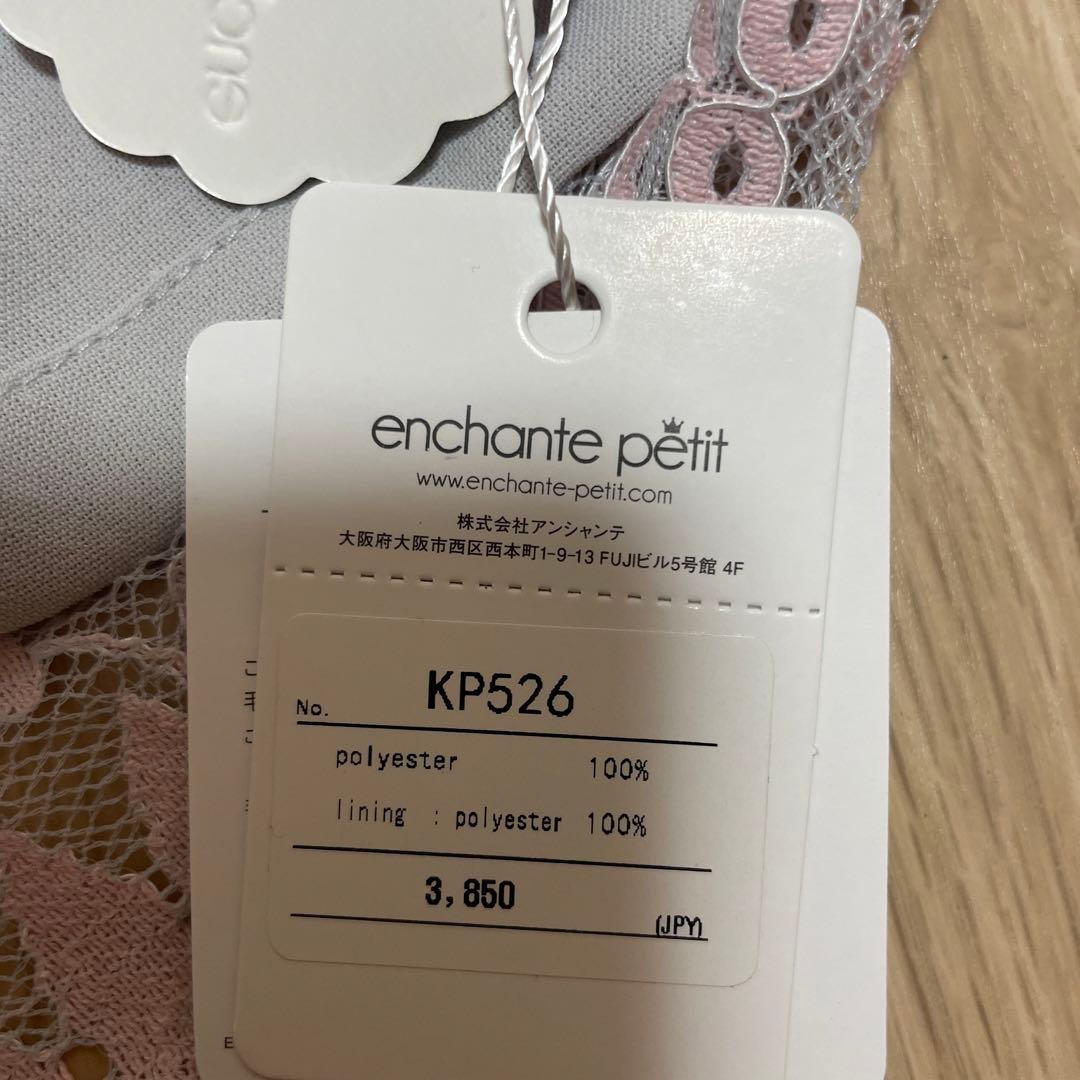 enchante petit
www.enchante-petit.com
株式会社アンシャンテ
大阪府大阪市西区西本町1-9-13 FUJIビル5号館 4F
No. KP526
polyester 100%
lining : polyester 100%
3,850
(JPY)